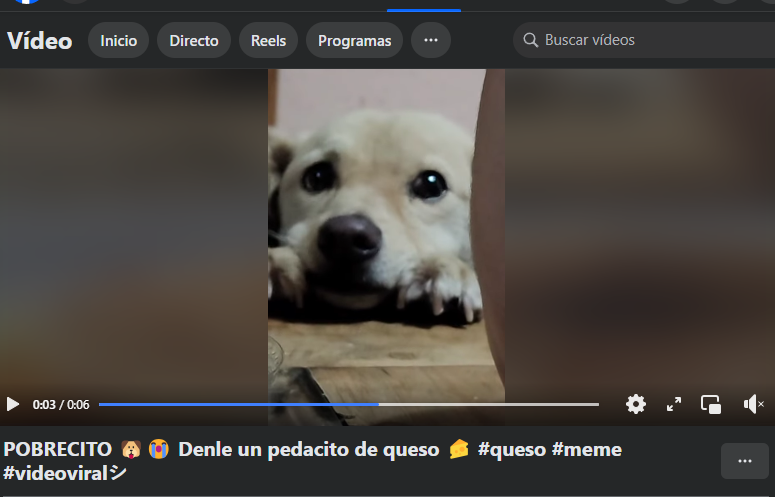 Vídeo Inicio Directo Reels Programas ··· Buscar vídeos
0:03 / 0:06
POBRECITO 🐶😭 Denle un pedacito de queso 🧀 #queso #meme
#videoviralシ